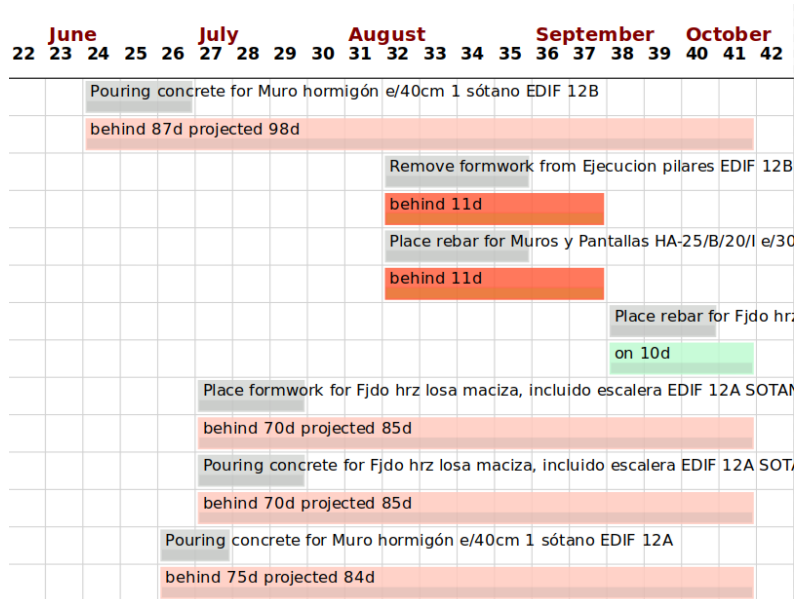 June July August September October
22 23 24 25 26 27 28 29 30 31 32 33 34 35 36 37 38 39 40 41 42
Pouring concrete for Muro hormigón e/40cm 1 sótano EDIF 12B
behind 87d projected 98d
Remove formwork from Ejecucion pilares EDIF 12B
behind 11d
Place rebar for Muros y Pantallas HA-25/B/20/I e/30
behind 11d
Place rebar for Fjdo hrz
on 10d
Place formwork for Fjdo hrz losa maciza, incluido escalera EDIF 12A SOTAN
behind 70d projected 85d
Pouring concrete for Fjdo hrz losa maciza, incluido escalera EDIF 12A SOTA
behind 70d projected 85d
Pouring concrete for Muro hormigón e/40cm 1 sótano EDIF 12A
behind 75d projected 84d